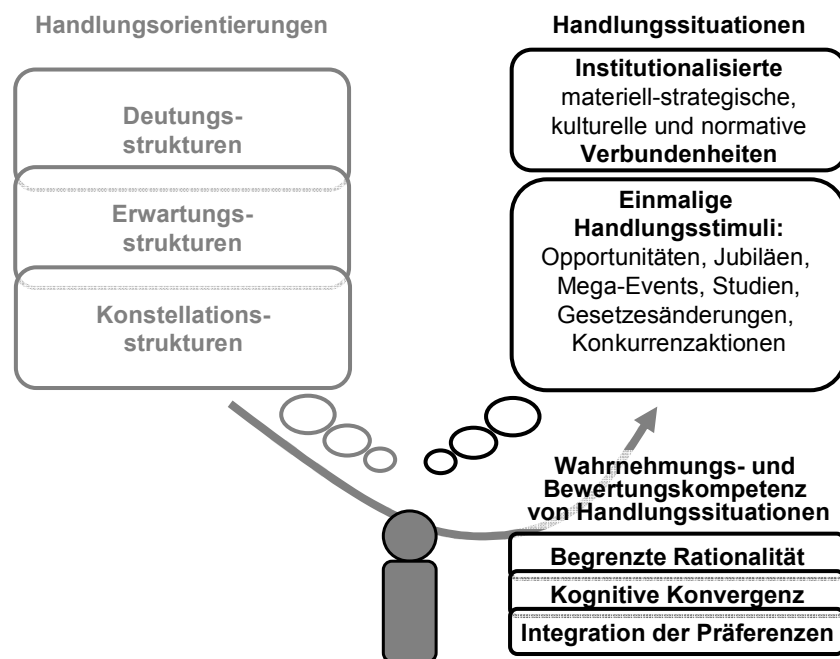 Handlungsorientierungen
Deutungs-
strukturen
Erwartungs-
strukturen
Konstellations-
strukturen
Handlungssituationen
Institutionalisierte
materiell-strategische,
kulturelle und normative
Verbundenheiten
Einmalige
Handlungsstimuli:
Opportunitäten, Jubiläen,
Mega-Events, Studien,
Gesetzesänderungen,
Konkurrenzaktionen
Wahrnehmungs- und
Bewertungskompetenz
von Handlungssituationen
Begrenzte Rationalität
Kognitive Konvergenz
Integration der Präferenzen